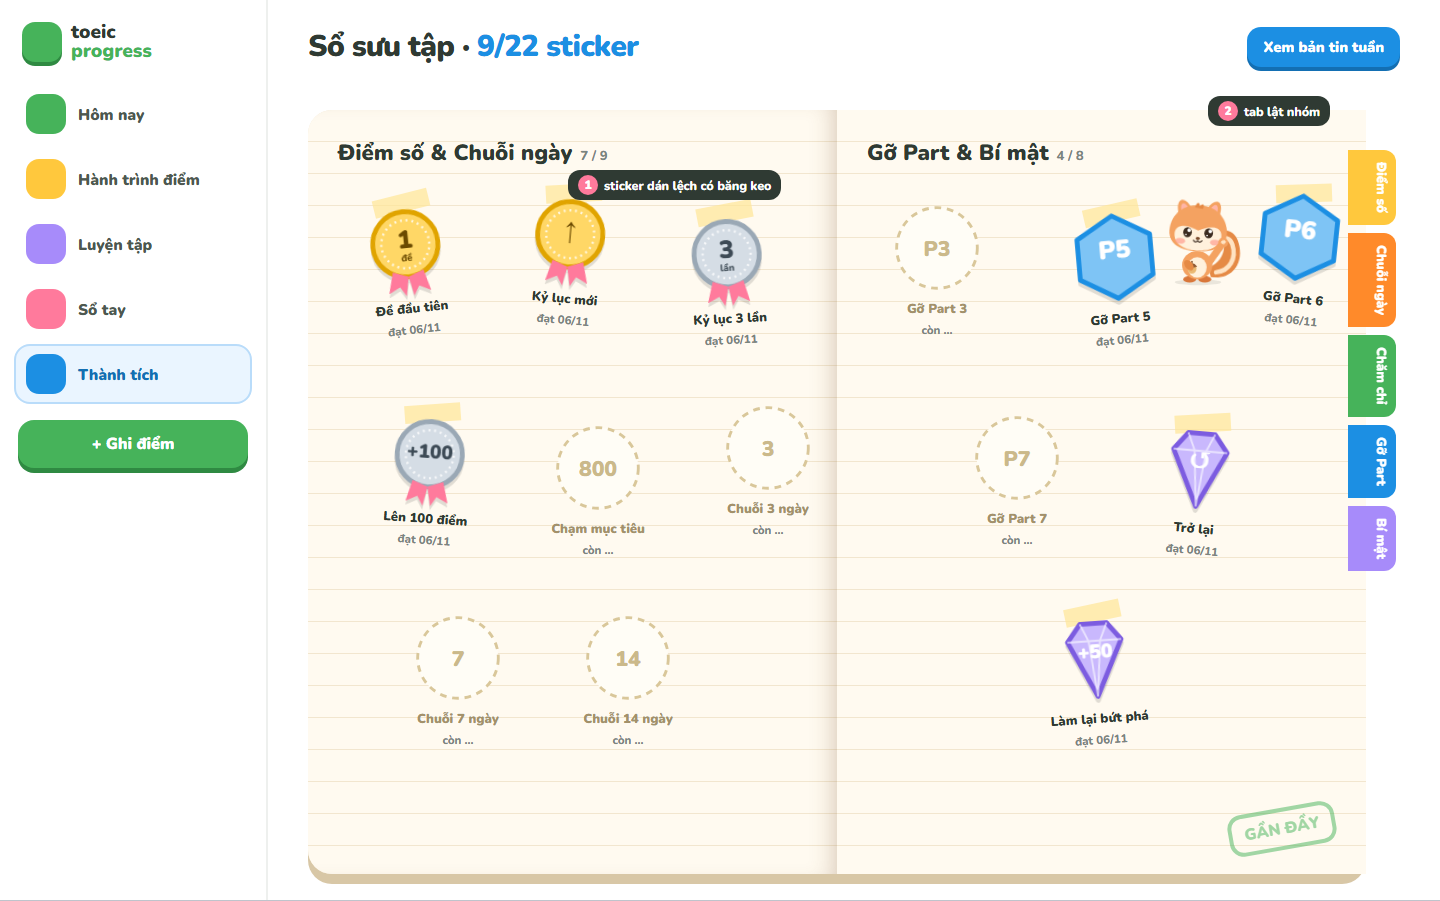 toeic
progress
Hôm nay
Hành trình điểm
Luyện tập
Sổ tay
Thành tích
+ Ghi điểm
Sổ sưu tập · 9/22 sticker
Xem bản tin tuần
2 tab lật nhóm
Điểm số & Chuỗi ngày 7 / 9
1 sticker dán lệch có băng keo
1
đề
Đề đầu tiên
đạt 06/11
↑
Kỷ lục mới
đạt 06/11
3
lần
Kỷ lục 3 lần
đạt 06/11
+100
Lên 100 điểm
đạt 06/11
800
Chạm mục tiêu
còn ...
3
Chuỗi 3 ngày
còn ...
7
Chuỗi 7 ngày
còn ...
14
Chuỗi 14 ngày
còn ...
Gỡ Part & Bí mật 4 / 8
P3
Gỡ Part 3
còn ...
P5
Gỡ Part 5
đạt 06/11
P6
Gỡ Part 6
đạt 06/11
P7
Gỡ Part 7
còn ...
Trở lại
đạt 06/11
+50
Làm lại bứt phá
đạt 06/11
GẦN ĐẦY
Điểm số
Chuỗi ngày
Chăm chỉ
Gỡ Part
Bí mật